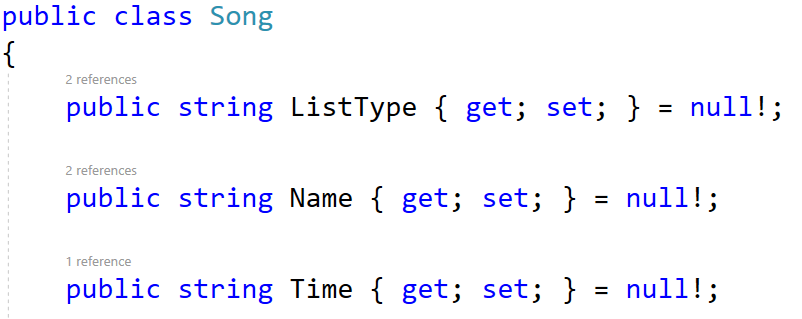 public class Song
{
2 references
public string ListType { get; set; } = null!;
2 references
public string Name { get; set; } = null!;
1 reference
public string Time { get; set; } = null!;